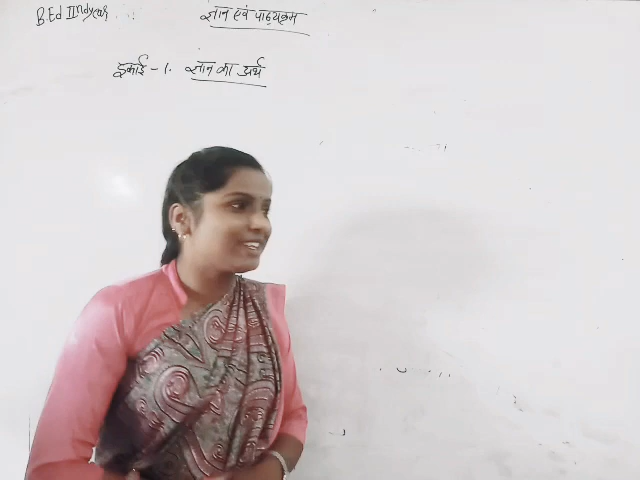 B.Ed IInd year ज्ञान एवं पाठ्यक्रम
इकाई - 1. ज्ञान का अर्थ